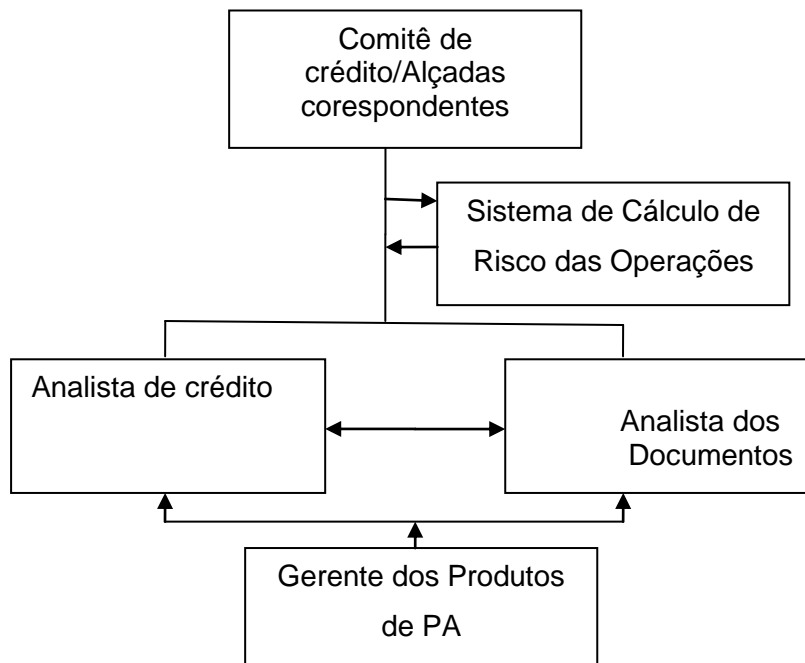 Comitê de
crédito/Alçadas
corespondentes
Sistema de Cálculo de
Risco das Operações
Analista de crédito
Analista dos
Documentos
Gerente dos Produtos
de PA